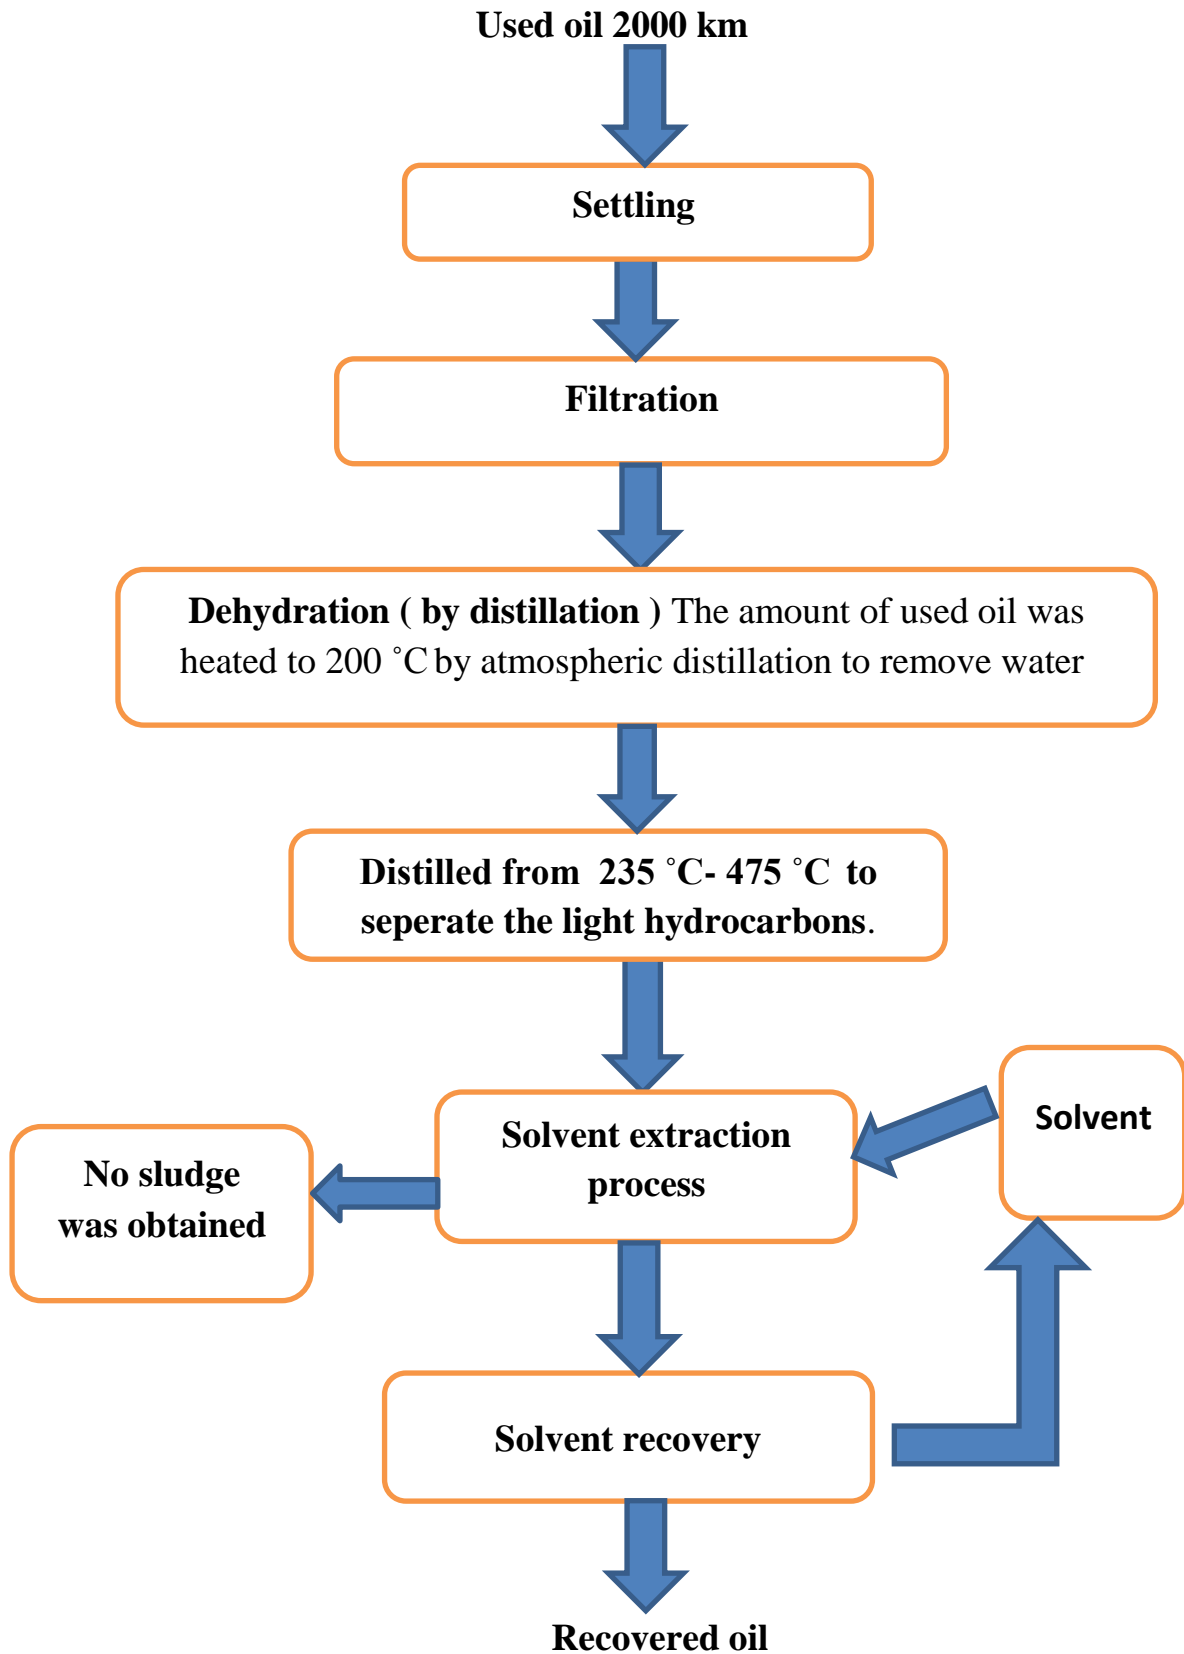 Used oil 2000 km
Settling
Filtration
Dehydration ( by distillation ) The amount of used oil was
heated to 200 ˚C by atmospheric distillation to remove water
Distilled from 235 ˚C- 475 ˚C to
seperate the light hydrocarbons.
Solvent
Solvent extraction
process
No sludge
was obtained
Solvent recovery
Recovered oil